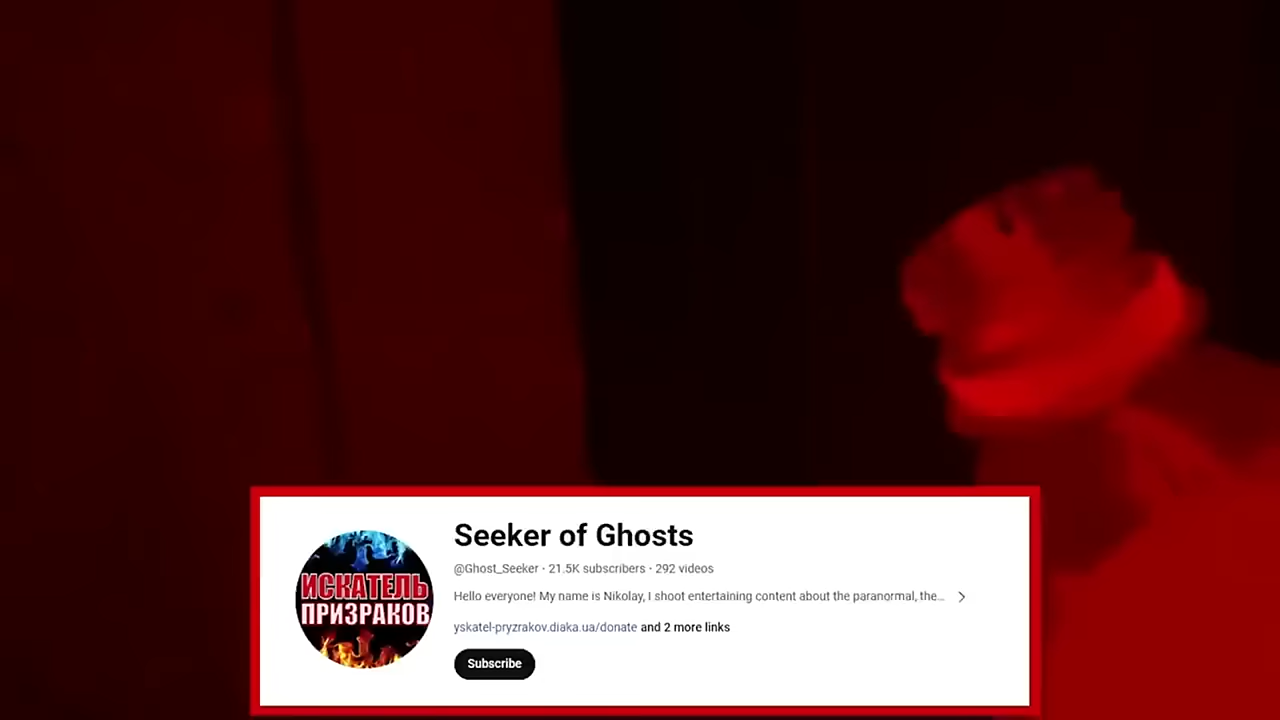 Seeker of Ghosts
@Ghost_Seeker · 21.5K subscribers · 292 videos
Hello everyone! My name is Nikolay, I shoot entertaining content about the paranormal, the...
yskatel-pryzrakov.diaka.ua/donate and 2 more links
Subscribe
ИСКАТЕЛЬ
ПРИЗРАКОВ